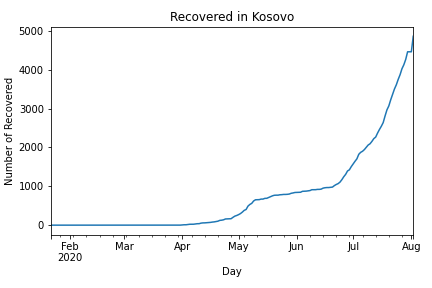 Recovered in Kosovo
Number of Recovered
5000
4000
3000
2000
1000
0
Feb
2020
Mar
Apr
May
Jun
Jul
Aug
Day